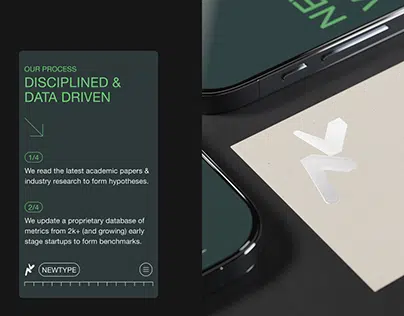 OUR PROCESS
DISCIPLINED &
DATA DRIVEN
1/4
We read the latest academic papers &
industry research to form hypotheses.
2/4
We update a proprietary database of
metrics from 2k+ (and growing) early
stage startups to form benchmarks.
NEWTYPE
NE